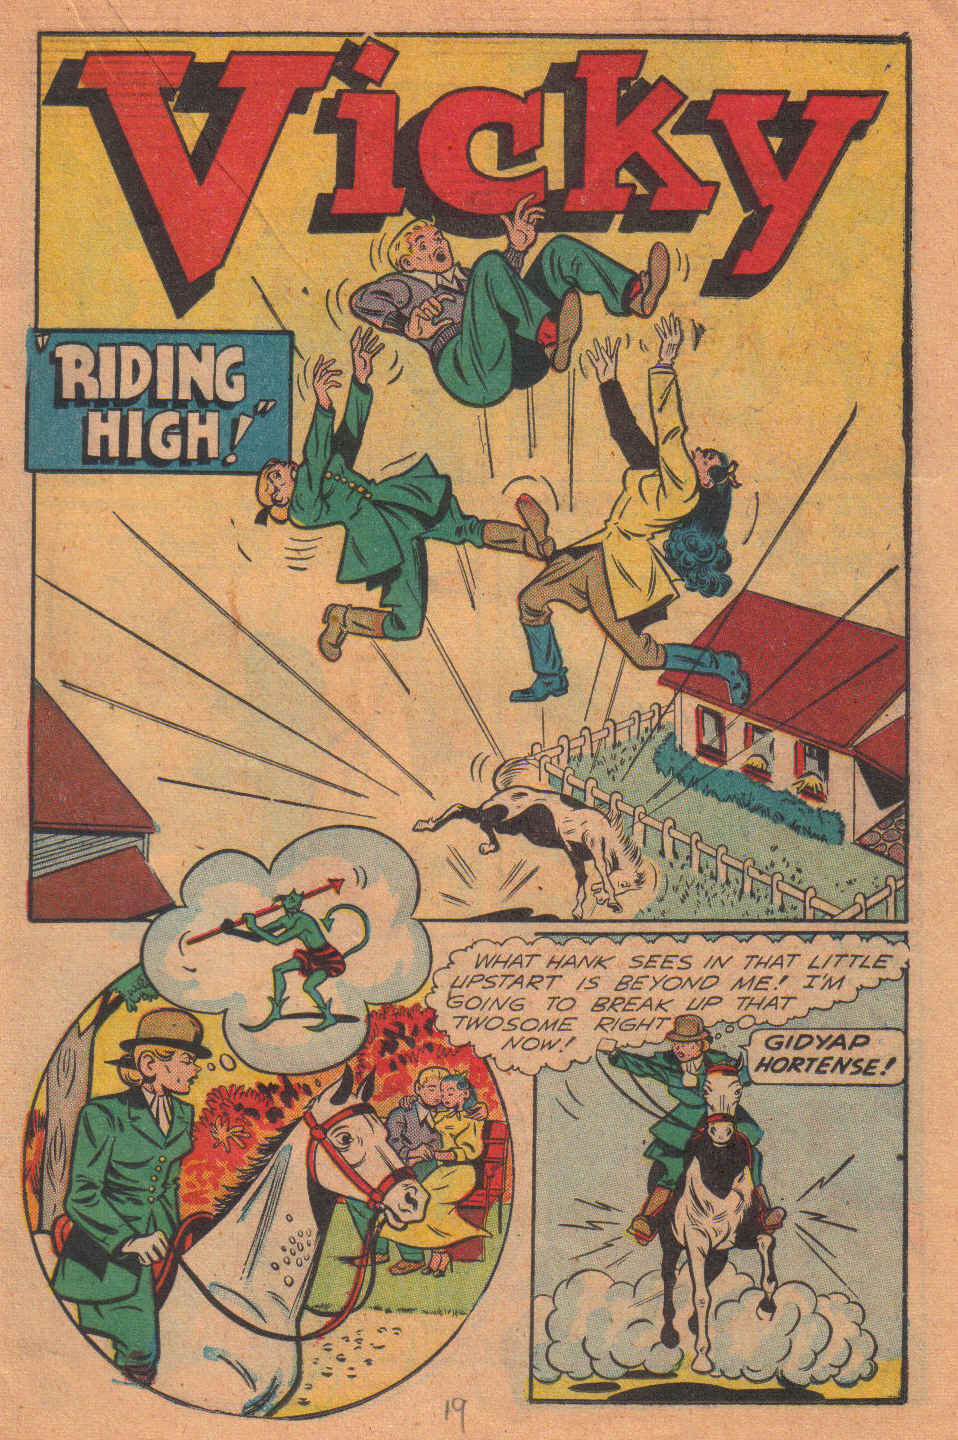 Vicky
"RIDING
HIGH!"
WHAT HANK SEES IN THAT LITTLE
UPSTART IS BEYOND ME! I'M
GOING TO BREAK UP THAT
TWOSOME RIGHT
NOW!
GIDYAP
HORTENSE!
19